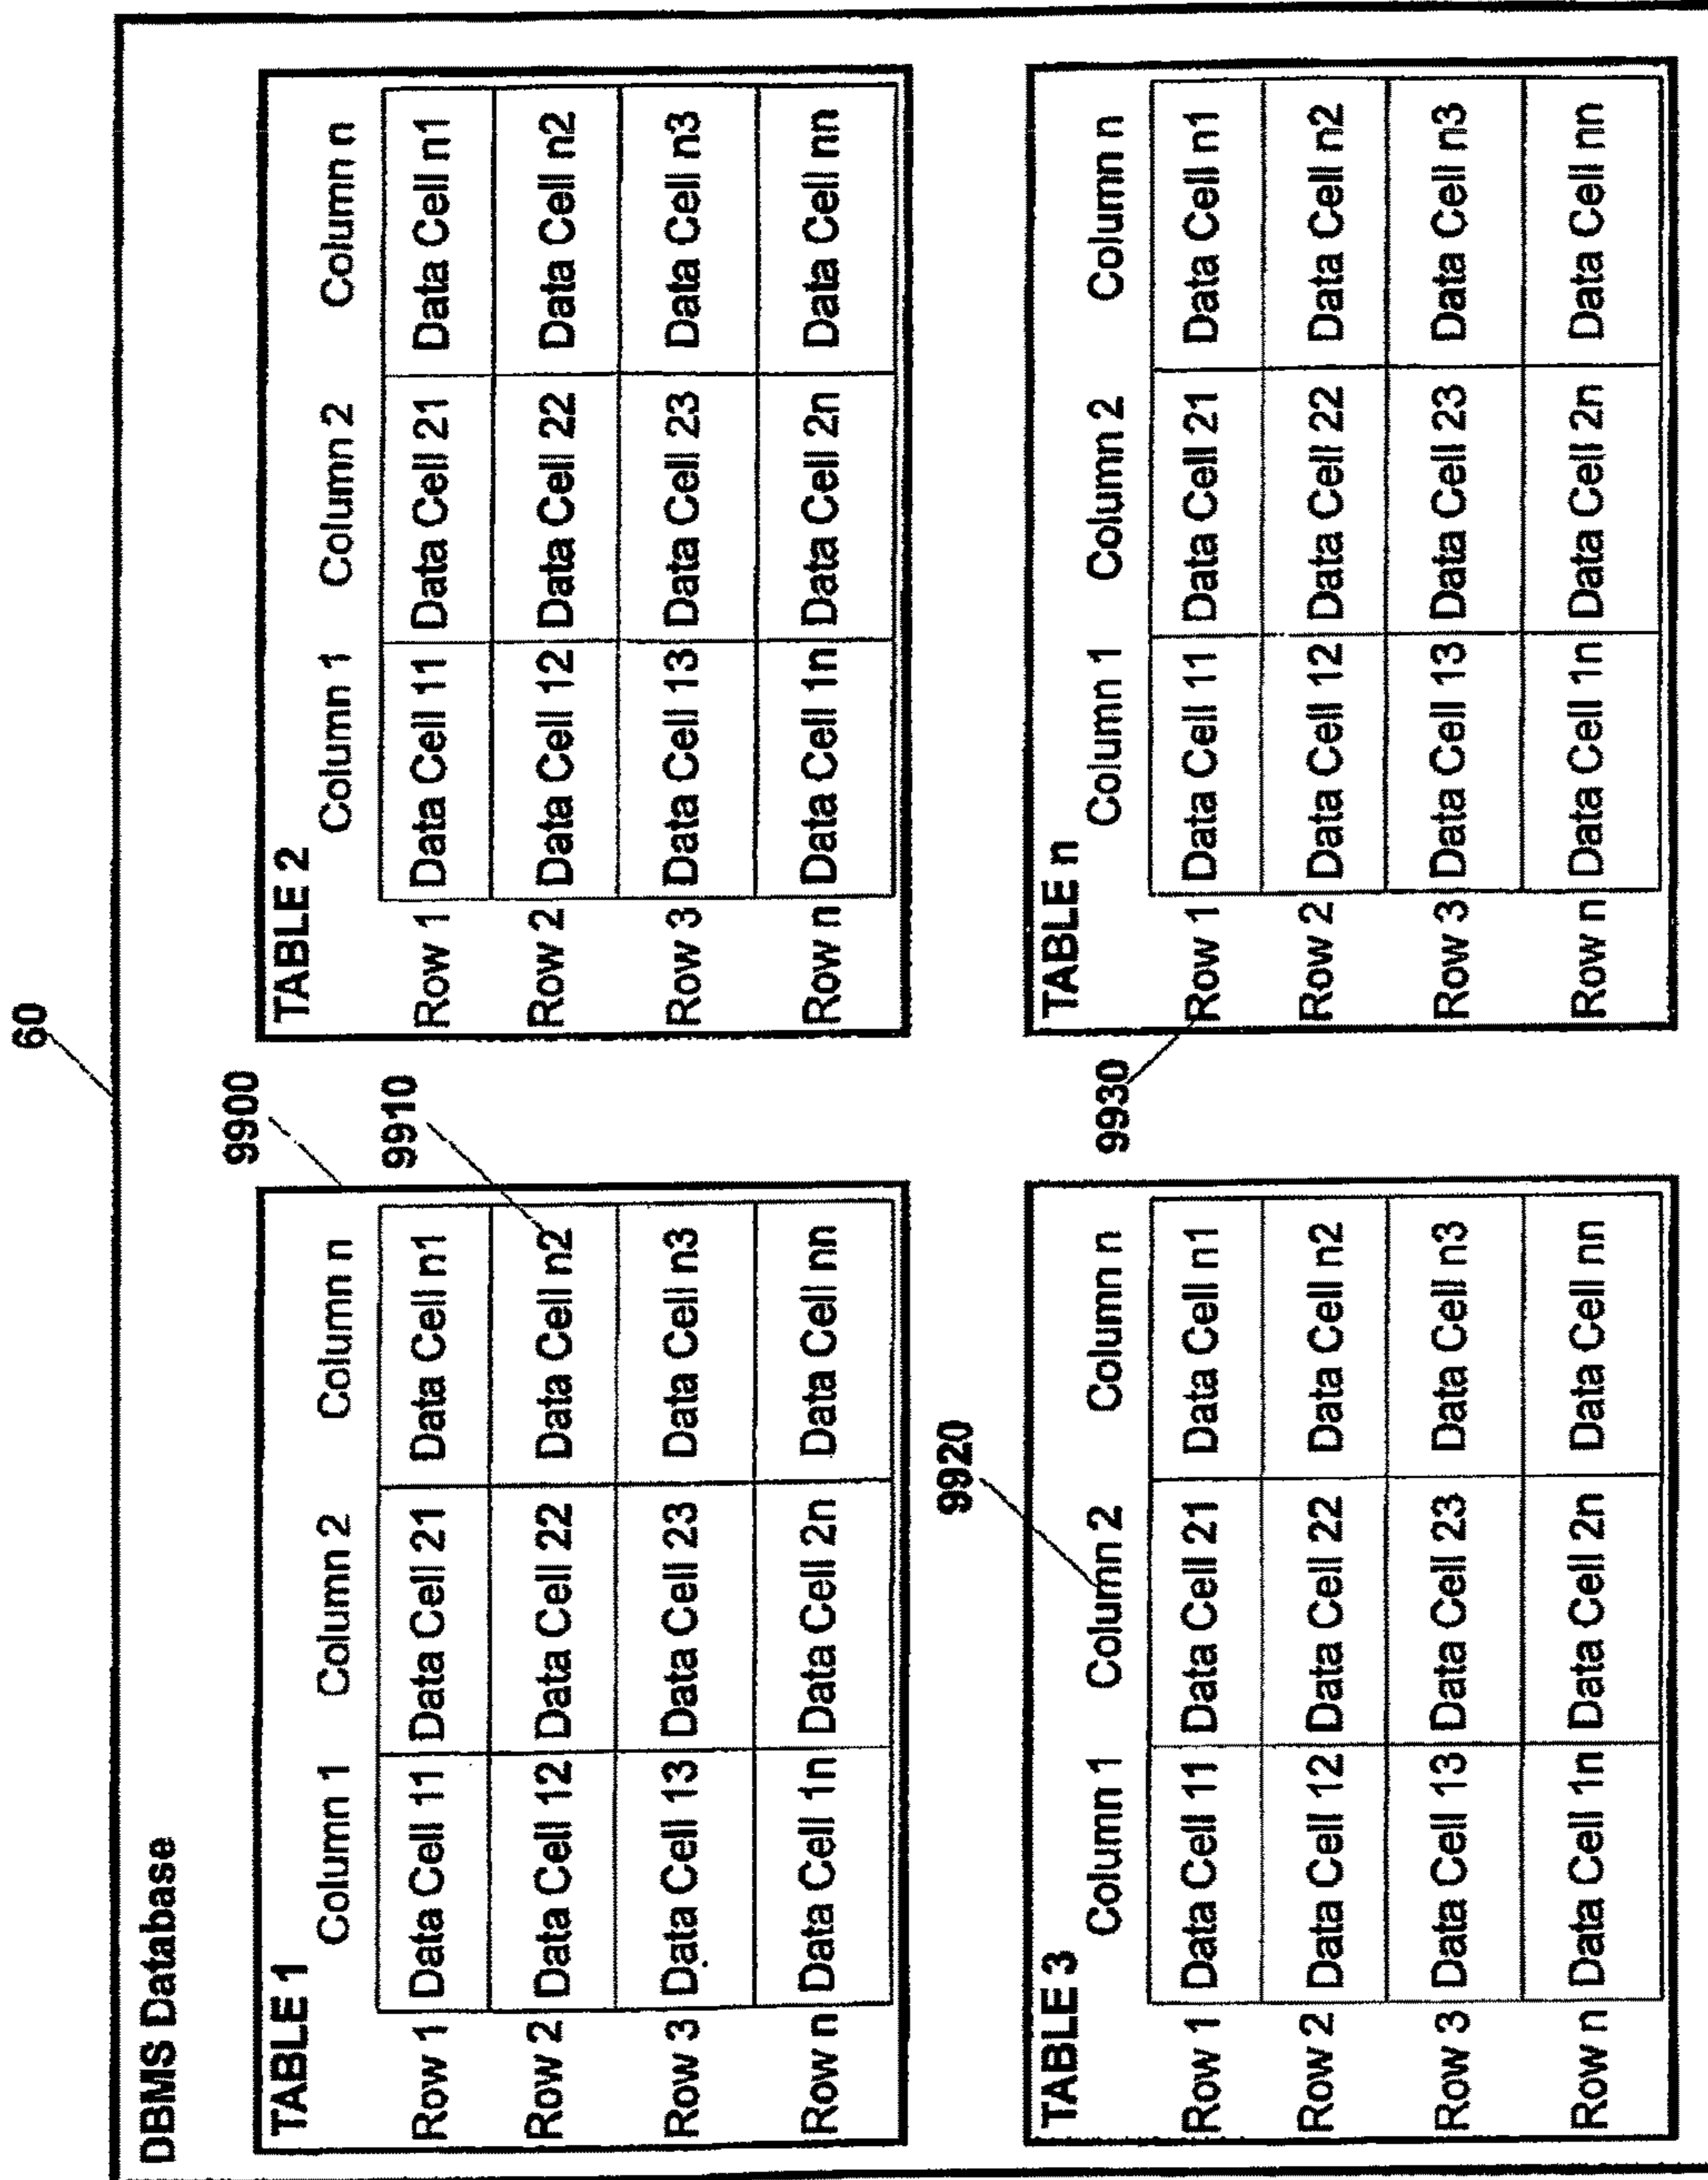 60
DBMS Database
9900
TABLE 1
Column 1 Column 2 Column n
9910
Row 1 Data Cell 11 Data Cell 21 Data Cell n1
Row 2 Data Cell 12 Data Cell 22 Data Cell n2
Row 3 Data Cell 13 Data Cell 23 Data Cell n3
Row n Data Cell 1n Data Cell 2n Data Cell nn
TABLE 2
Column 1 Column 2 Column n
Row 1 Data Cell 11 Data Cell 21 Data Cell n1
Row 2 Data Cell 12 Data Cell 22 Data Cell n2
Row 3 Data Cell 13 Data Cell 23 Data Cell n3
Row n Data Cell 1n Data Cell 2n Data Cell nn
9920
TABLE 3
Column 1 Column 2 Column n
Row 1 Data Cell 11 Data Cell 21 Data Cell n1
Row 2 Data Cell 12 Data Cell 22 Data Cell n2
Row 3 Data Cell 13 Data Cell 23 Data Cell n3
Row n Data Cell 1n Data Cell 2n Data Cell nn
9930
TABLE n
Column 1 Column 2 Column n
Row 1 Data Cell 11 Data Cell 21 Data Cell n1
Row 2 Data Cell 12 Data Cell 22 Data Cell n2
Row 3 Data Cell 13 Data Cell 23 Data Cell n3
Row n Data Cell 1n Data Cell 2n Data Cell nn